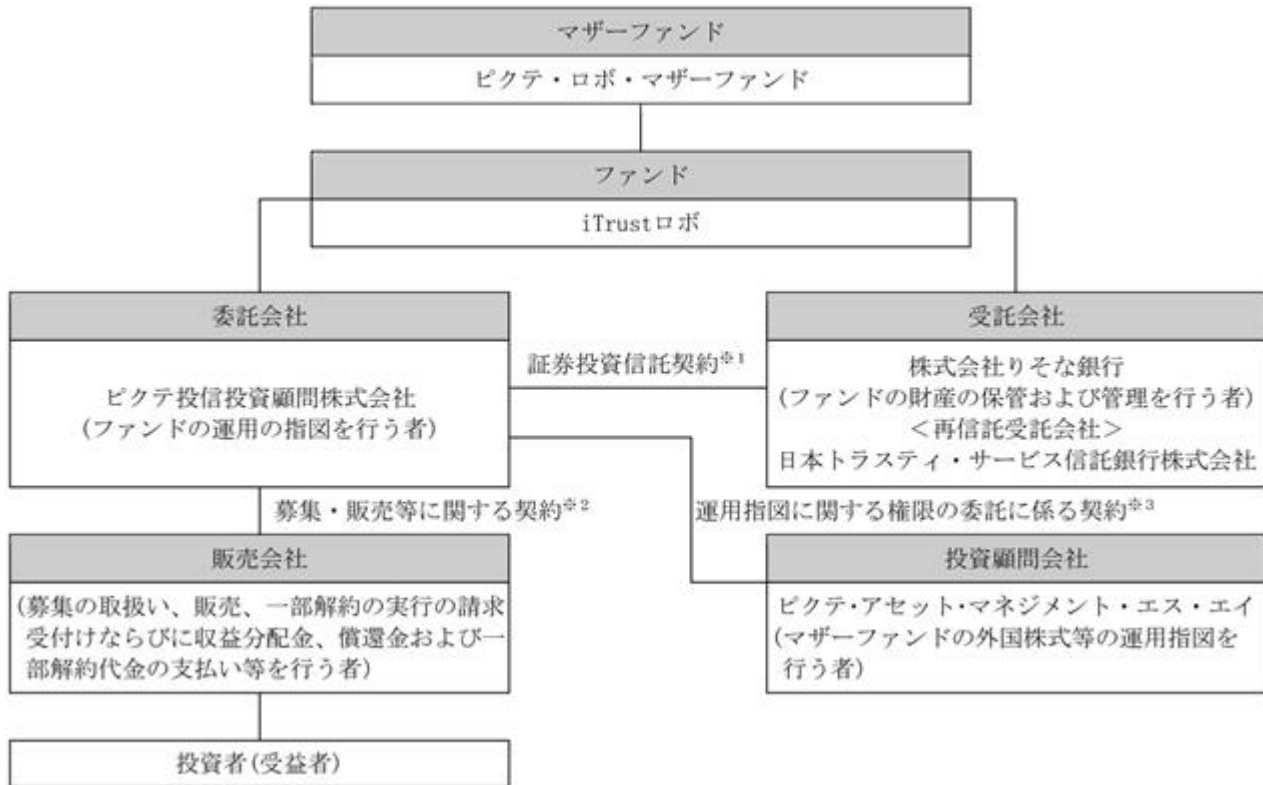 マザーファンド
ピクテ・ロボ・マザーファンド
ファンド
iTrustロボ
委託会社
ピクテ投信投資顧問株式会社
(ファンドの運用の指図を行う者)
証券投資信託契約※1
受託会社
株式会社りそな銀行
(ファンドの財産の保管および管理を行う者)
＜再信託受託会社＞
日本トラスティ・サービス信託銀行株式会社
募集・販売等に関する契約※2
運用指図に関する権限の委託に係る契約※3
販売会社
(募集の取扱い、販売、一部解約の実行の請求
受付けならびに収益分配金、償還金および一
部解約代金の支払い等を行う者)
投資顧問会社
ピクテ・アセット・マネジメント・エス・エイ
(マザーファンドの外国株式等の運用指図を
行う者)
投資者(受益者)